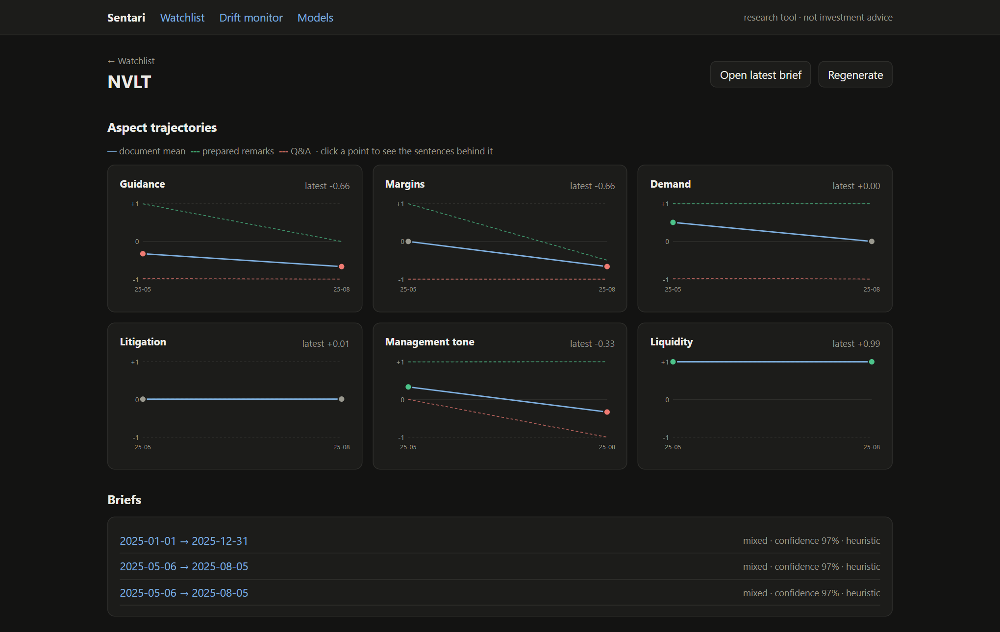 Sentari Watchlist Drift monitor Models research tool · not investment advice
← Watchlist
NVLT
Open latest brief Regenerate
Aspect trajectories
— document mean --- prepared remarks --- Q&A · click a point to see the sentences behind it
Guidance latest -0.66
+1
0
-1
25-05 25-08
Margins latest -0.66
+1
0
-1
25-05 25-08
Demand latest +0.00
+1
0
-1
25-05 25-08
Litigation latest +0.01
+1
0
-1
25-05 25-08
Management tone latest -0.33
+1
0
-1
25-05 25-08
Liquidity latest +0.99
+1
0
-1
25-05 25-08
Briefs
2025-01-01 → 2025-12-31 mixed · confidence 97% · heuristic
2025-05-06 → 2025-08-05 mixed · confidence 97% · heuristic
2025-05-06 → 2025-08-05 mixed · confidence 97% · heuristic